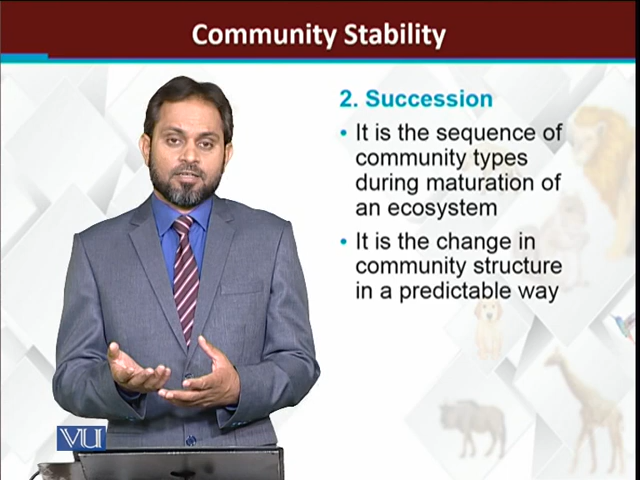 Community Stability
2. Succession
• It is the sequence of
community types
during maturation of
an ecosystem
• It is the change in
community structure
in a predictable way
VU